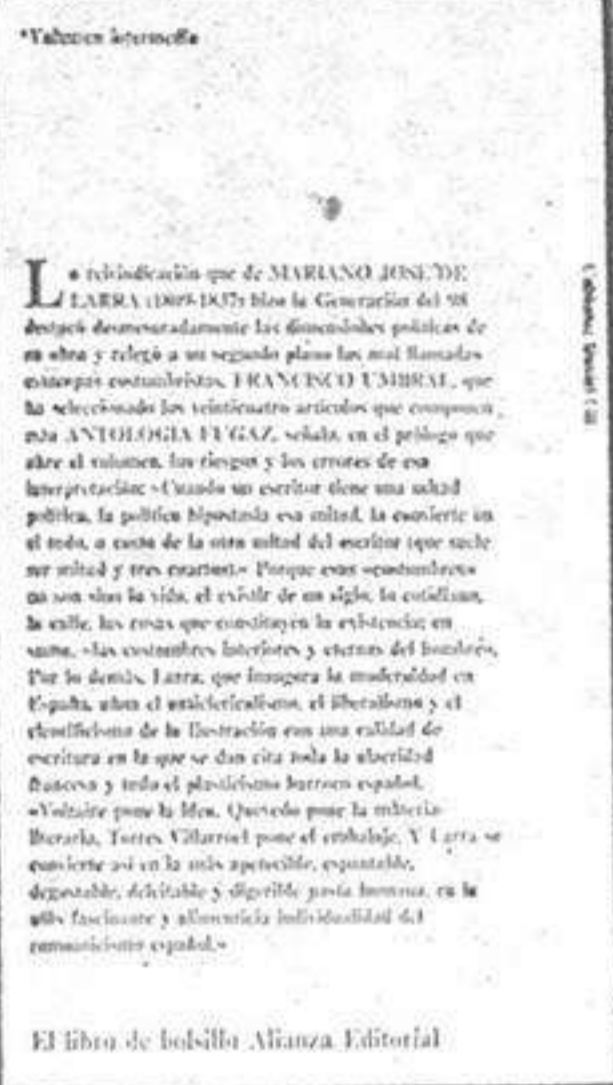 *Volumen intermedio
La reivindicación que de MARIANO JOSE DE
LARRA (1809-1837) hizo la Generación del 98
destacó desmesuradamente las dimensiones políticas de
su obra y relegó a un segundo plano las mal llamadas
estampas costumbristas. FRANCISCO UMBRAL, que
ha seleccionado los veinticuatro artículos que componen
esta ANTOLOGIA FUGAZ, señala, en el prólogo que
abre el volumen, los riesgos y los errores de esa
interpretación: «Cuando un escritor tiene una mitad
política, la política hipostasia esa mitad, la convierte en
el todo, a costa de la otra mitad del escritor (que suele
ser mitad y tres cuartos).» Porque esas «costumbres»
no son sino la vida, el existir de un siglo, lo cotidiano,
la calle, las cosas que constituyen la existencia; en
suma, «las costumbres interiores y eternas del hombre».
Por lo demás, Larra, que inaugura la modernidad en
España, aúna el anticlericalismo, el liberalismo y el
cientificismo de la Ilustración con una calidad de
escritura en la que se dan cita toda la
francesa y todo el plasticismo barroco español.
«Voltaire pone la idea, Quevedo pone la materia
literaria, Torres Villarroel pone el embalaje. Y Larra se
convierte así en la más apetecible,
degustable, deleitable y digerible pasta humana, en la
más fascinante y alimenticia individualidad del
romanticismo español.»
El libro de bolsillo Alianza Editorial